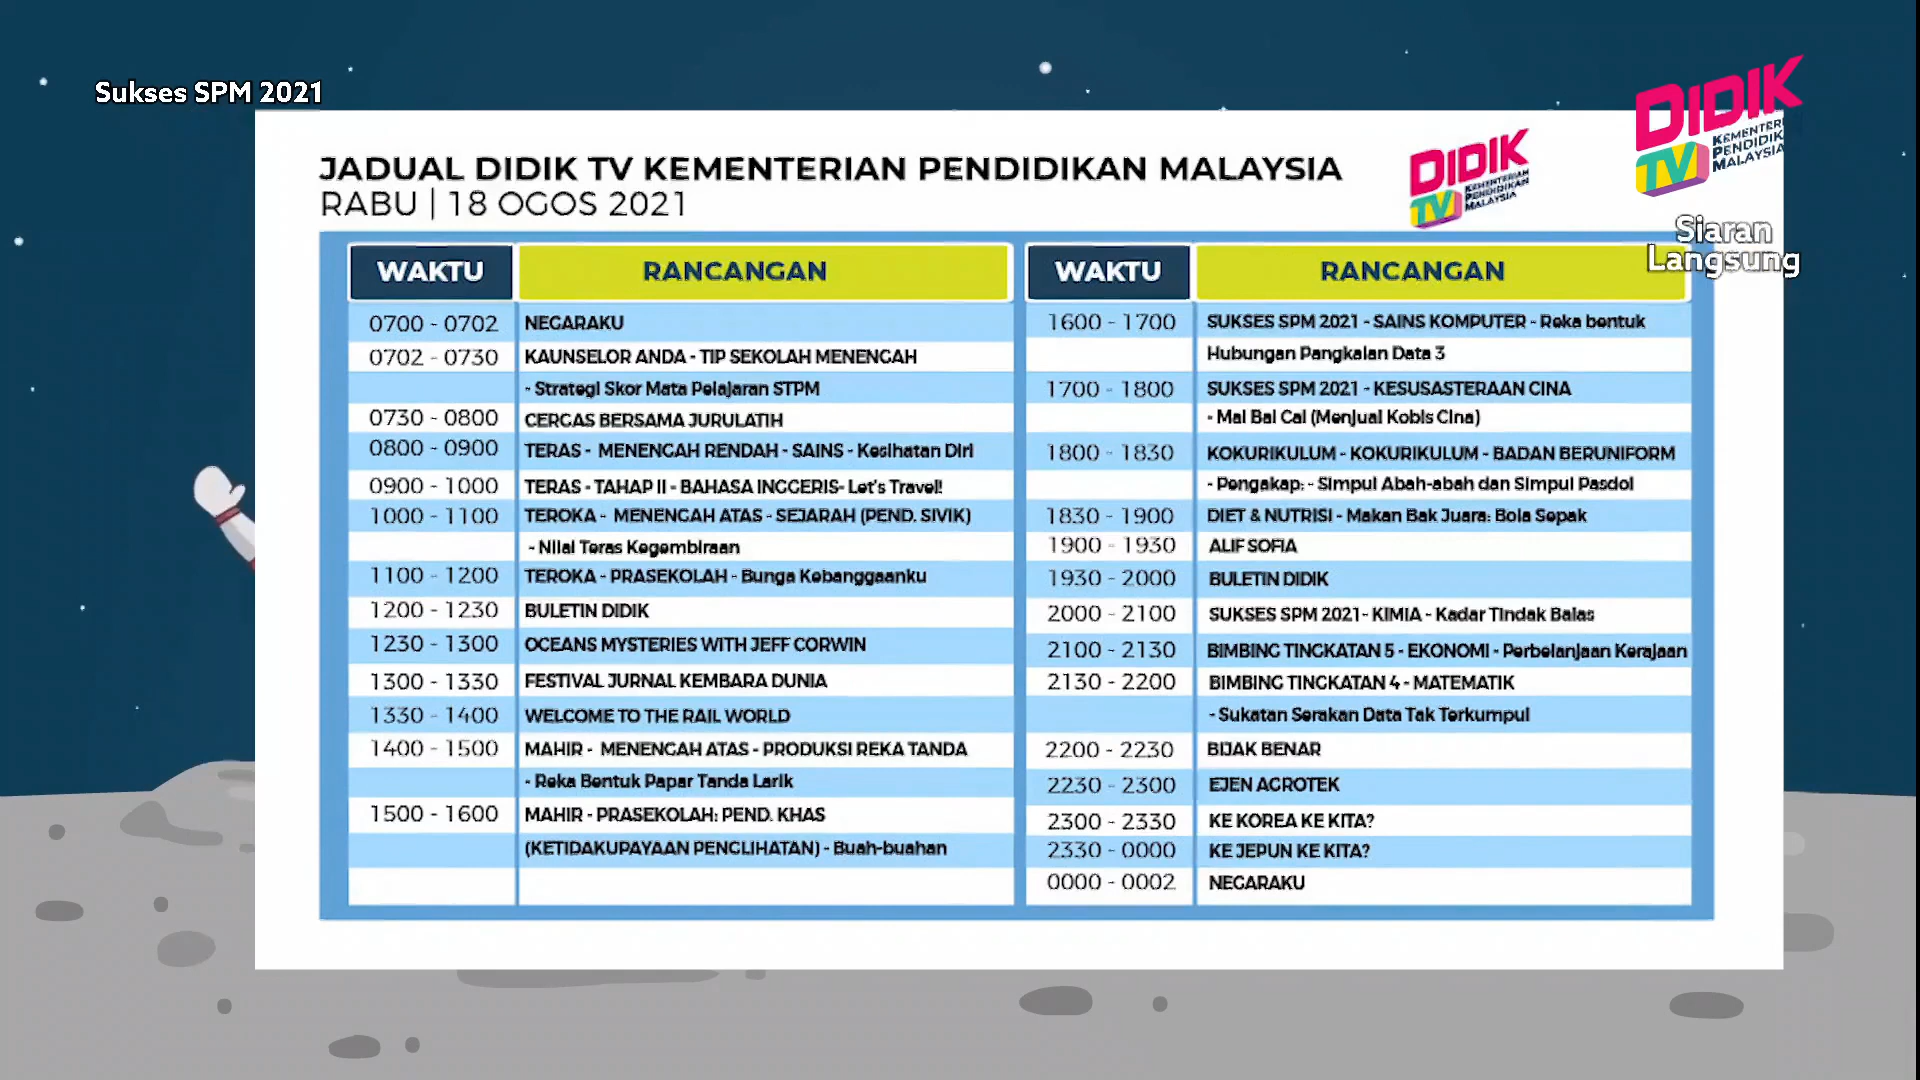 Sukses SPM 2021
DIDIK
TV
KEMENTERIAN
PENDIDIKAN
MALAYSIA
Siaran
Langsung
JADUAL DIDIK TV KEMENTERIAN PENDIDIKAN MALAYSIA
RABU | 18 OGOS 2021
DIDIK
TV
KEMENTERIAN
PENDIDIKAN
MALAYSIA
WAKTU RANCANGAN
0700 - 0702 NEGARAKU
0702 - 0730 KAUNSELOR ANDA - TIP SEKOLAH MENENGAH
- Strategi Skor Mata Pelajaran STPM
0730 - 0800 CERGAS BERSAMA JURULATIH
0800 - 0900 TERAS - MENENGAH RENDAH - SAINS - Kesihatan Diri
0900 - 1000 TERAS - TAHAP II - BAHASA INGGERIS- Let's Travel!
1000 - 1100 TEROKA - MENENGAH ATAS - SEJARAH (PEND. SIVIK)
- Nilai Teras Kegembiraan
1100 - 1200 TEROKA - PRASEKOLAH - Bunga Kebanggaanku
1200 - 1230 BULETIN DIDIK
1230 - 1300 OCEANS MYSTERIES WITH JEFF CORWIN
1300 - 1330 FESTIVAL JURNAL KEMBARA DUNIA
1330 - 1400 WELCOME TO THE RAIL WORLD
1400 - 1500 MAHIR - MENENGAH ATAS - PRODUKSI REKA TANDA
- Reka Bentuk Papar Tanda Larik
1500 - 1600 MAHIR - PRASEKOLAH: PEND. KHAS
(KETIDAKUPAYAAN PENGLIHATAN) - Buah-buahan
WAKTU RANCANGAN
1600 - 1700 SUKSES SPM 2021 - SAINS KOMPUTER - Reka bentuk
Hubungan Pangkalan Data 3
1700 - 1800 SUKSES SPM 2021 - KESUSASTERAAN CINA
- Mai Bai Cai (Menjual Kobis Cina)
1800 - 1830 KOKURIKULUM - KOKURIKULUM - BADAN BERUNIFORM
- Pengakap: - Simpul Abah-abah dan Simpul Pasdol
1830 - 1900 DIET & NUTRISI - Makan Bak Juara: Bola Sepak
1900 - 1930 ALIF SOFIA
1930 - 2000 BULETIN DIDIK
2000 - 2100 SUKSES SPM 2021- KIMIA - Kadar Tindak Balas
2100 - 2130 BIMBING TINGKATAN 5 - EKONOMI - Perbelanjaan Kerajaan
2130 - 2200 BIMBING TINGKATAN 4 - MATEMATIK
- Sukatan Serakan Data Tak Terkumpul
2200 - 2230 BIJAK BENAR
2230 - 2300 EJEN AGROTEK
2300 - 2330 KE KOREA KE KITA?
2330 - 0000 KE JEPUN KE KITA?
0000 - 0002 NEGARAKU